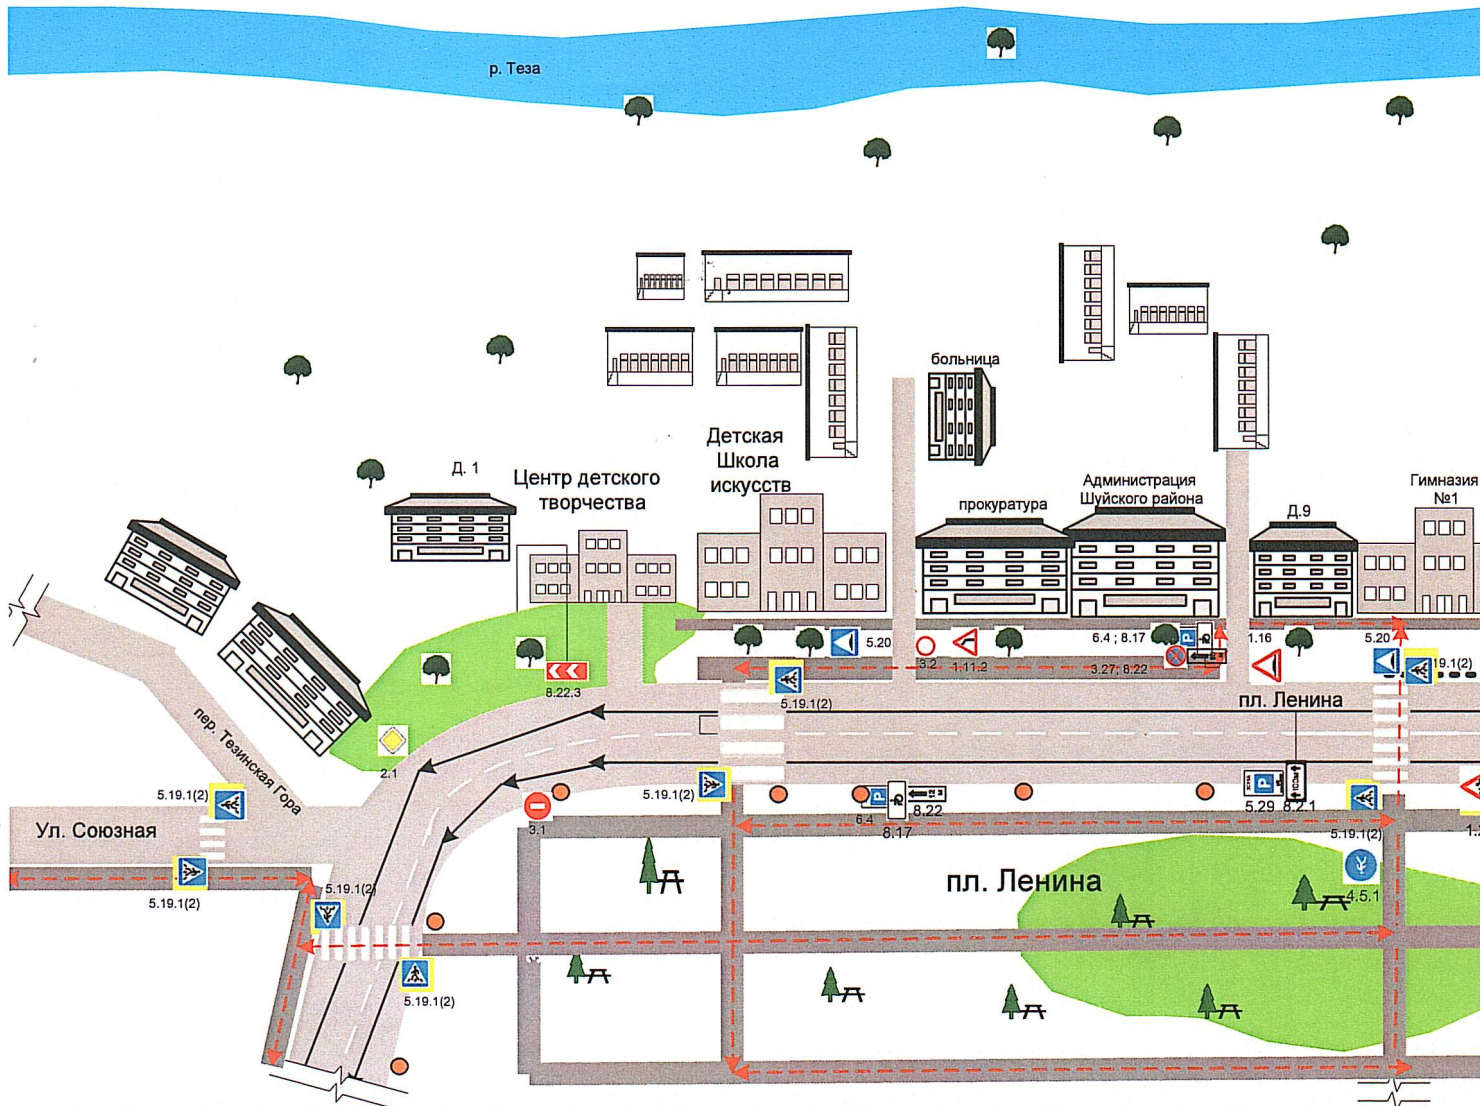 р. Теза
больница
Детская
Школа
искусств
Д. 1
Центр детского
творчества
прокуратура
Администрация
Шуйского района
Д.9
Гимназия
№1
5.20
3.2
1.11.2
6.4 ; 8.17
3.27; 8.22
1.16
5.20
5.19.1(2)
8.22.3
5.19.1(2)
пл. Ленина
2.1
пер. Тезинская Гора
5.19.1(2)
Ул. Союзная
5.19.1(2)
3.1
6.4
8.17
8.22
12 м
5.29
8.2.1
100м
5.19.1(2)
1.2
5.19.1(2)
5.19.1(2)
пл. Ленина
4.5.1
5.19.1(2)